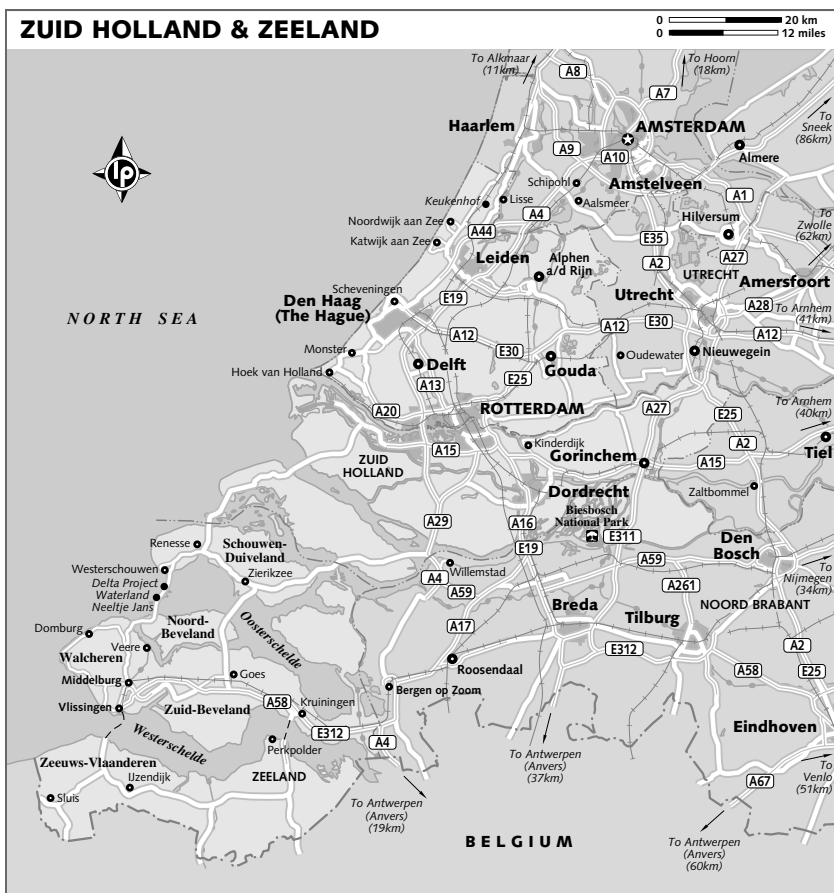 ZUID HOLLAND & ZEELAND
0 20 km
0 12 miles
To Alkmaar
(11km)
To Hoorn
(18km)
A8
A7
To
Sneek
(86km)
Haarlem
AMSTERDAM
A9
A10
Almere
lp
Schiphol
Amstelveen
A1
Keukenhof
Lisse
Aalsmeer
A4
Noordwijk aan Zee
A44
Hilversum
To
Zwolle
(62km)
Katwijk aan Zee
E35
A2
A27
Leiden
Alphen
a/d Rijn
UTRECHT
Amersfoort
Scheveningen
Utrecht
Den Haag
(The Hague)
E19
A28
To Arnhem
(41km)
NORTH SEA
A12
A12
E30
A12
Monster
E30
Oudewater
Nieuwegein
Hoek van Holland
Delft
Gouda
A13
E25
To Arnhem
(40km)
A20
ROTTERDAM
A27
E25
A2
Kinderdijk
A15
Tiel
ZUID
HOLLAND
Gorinchem
A15
Dordrecht
Zaltbommel
Biesbosch
National Park
A29
A16
E311
Den
Bosch
Renesse
Schouwen-
Duiveland
E19
A59
Westerschouwen
Willemstad
Delta Project
Zierikzee
A4
A59
A261
To
Nijmegen
(34km)
Waterland
Neeltje Jans
Noord-
Beveland
Oosterschelde
Breda
Tilburg
NOORD BRABANT
Domburg
A17
Veere
E312
A2
Walcheren
Goes
Roosendaal
A58
E25
Middelburg
Bergen op Zoom
Vlissingen
Zuid-Beveland
A58
Kruiningen
Westerschelde
E312
Eindhoven
Perkpolder
A4
To Antwerpen
(Anvers)
(37km)
Zeeuws-Vlaanderen
ZEELAND
To
Venlo
(51km)
IJzendijk
A67
Sluis
To Antwerpen
(Anvers)
(19km)
BELGIUM
To Antwerpen
(Anvers)
(60km)